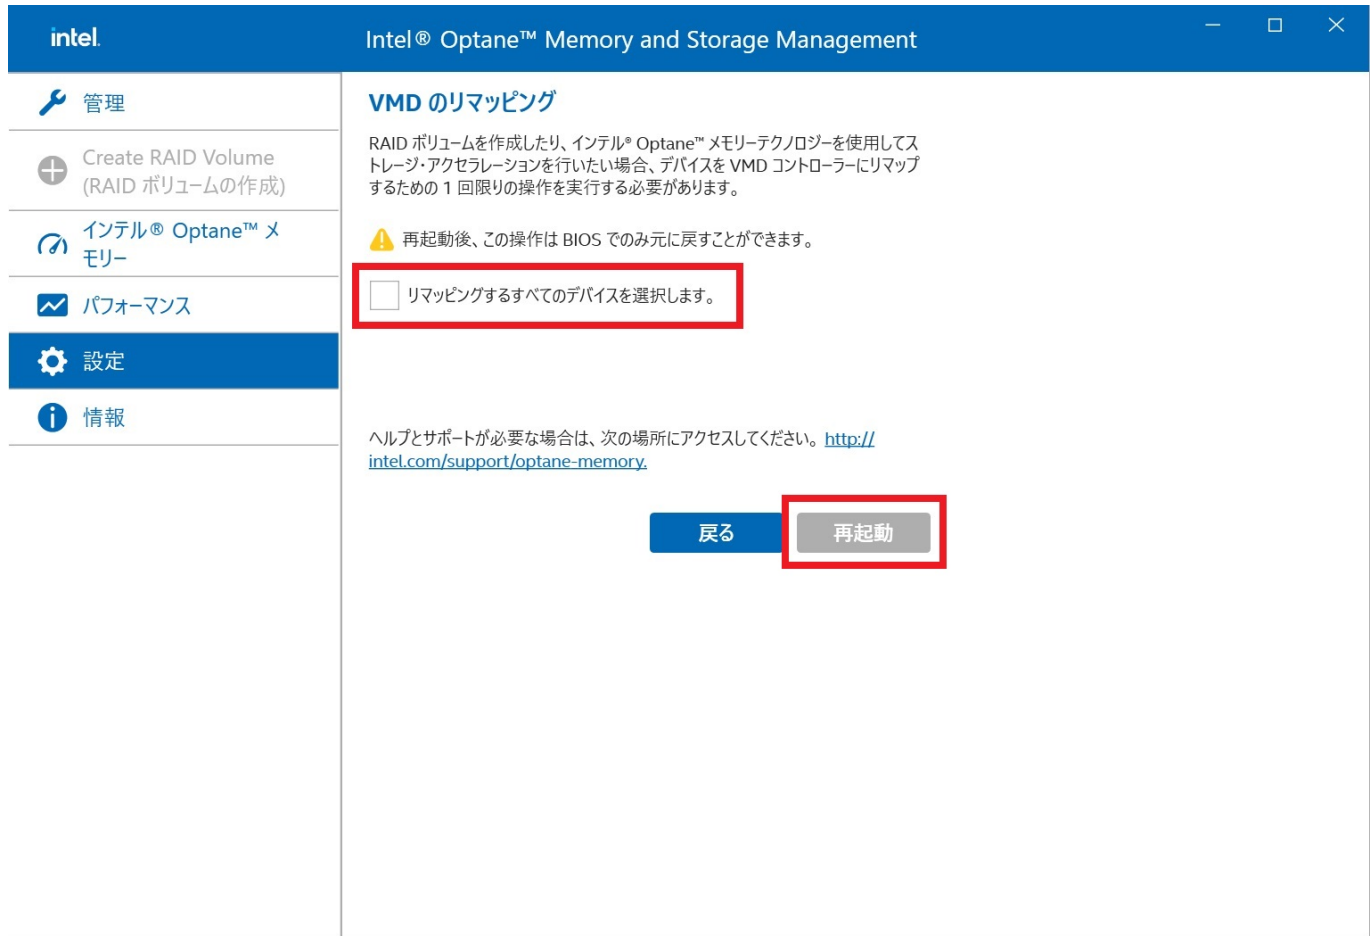 intel.
Intel® Optane™ Memory and Storage Management
管理
Create RAID Volume
(RAID ボリュームの作成)
インテル® Optane™ メ
モリー
パフォーマンス
設定
情報
VMD のリマッピング
RAID ボリュームを作成したり、インテル® Optane™ メモリーテクノロジーを使用してス
トレージ・アクセラレーションを行いたい場合、デバイスを VMD コントローラーにリマップ
するための 1 回限りの操作を実行する必要があります。
再起動後、この操作は BIOS でのみ元に戻すことができます。
リマッピングするすべてのデバイスを選択します。
ヘルプとサポートが必要な場合は、次の場所にアクセスしてください。 http://
intel.com/support/optane-memory.
戻る
再起動